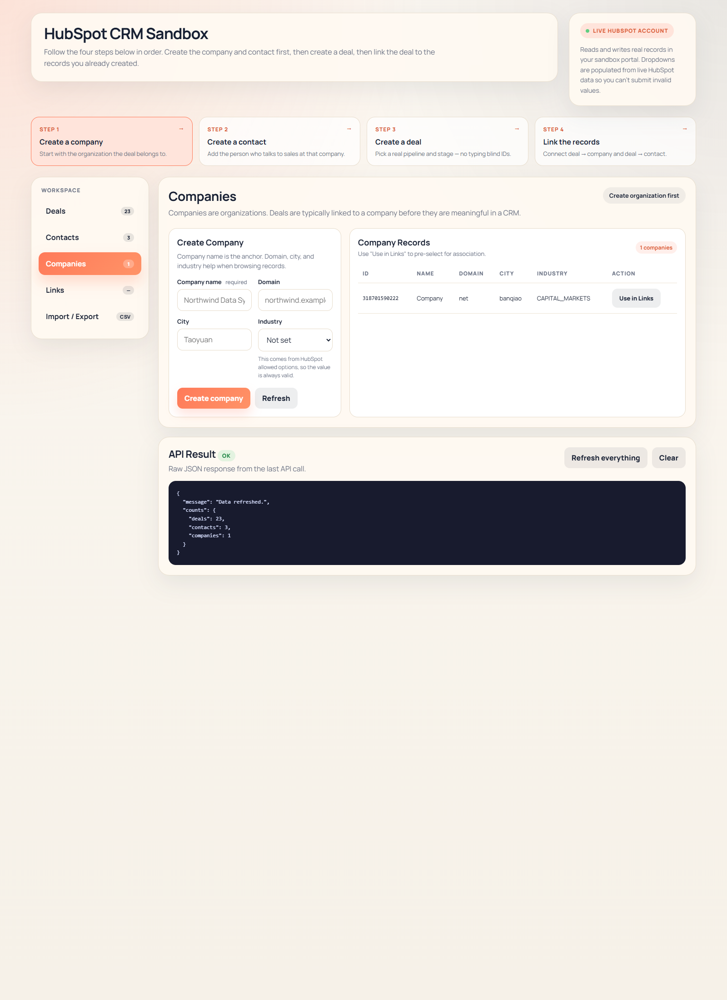 HubSpot CRM Sandbox
Follow the four steps below in order. Create the company and contact first, then create a deal, then link the deal to the
records you already created.
LIVE HUBSPOT ACCOUNT
Reads and writes real records in
your sandbox portal. Dropdowns
are populated from live HubSpot
data so you can't submit invalid
values.
STEP 1 →
Create a company
Start with the organization the deal belongs to.
STEP 2 →
Create a contact
Add the person who talks to sales at that company.
STEP 3 →
Create a deal
Pick a real pipeline and stage — no typing blind IDs.
STEP 4 →
Link the records
Connect deal → company and deal → contact.
WORKSPACE
Deals 23
Contacts 3
Companies 1
Links –
Import / Export CSV
Companies
Create organization first
Companies are organizations. Deals are typically linked to a company before they are meaningful in a CRM.
Create Company
Company name is the anchor. Domain, city, and
industry help when browsing records.
Company name required Domain
Northwind Data Sy northwind.exampl
City Industry
Taoyuan Not set
This comes from HubSpot
allowed options, so the value
is always valid.
Create company Refresh
Company Records
Use "Use in Links" to pre-select for association.
1 companies
ID NAME DOMAIN CITY INDUSTRY ACTION
318701590222 Company net banqiao CAPITAL_MARKETS Use in Links
API Result OK
Raw JSON response from the last API call.
Refresh everything Clear
{
"message": "Data refreshed.",
"counts": {
"deals": 23,
"contacts": 3,
"companies": 1
}
}